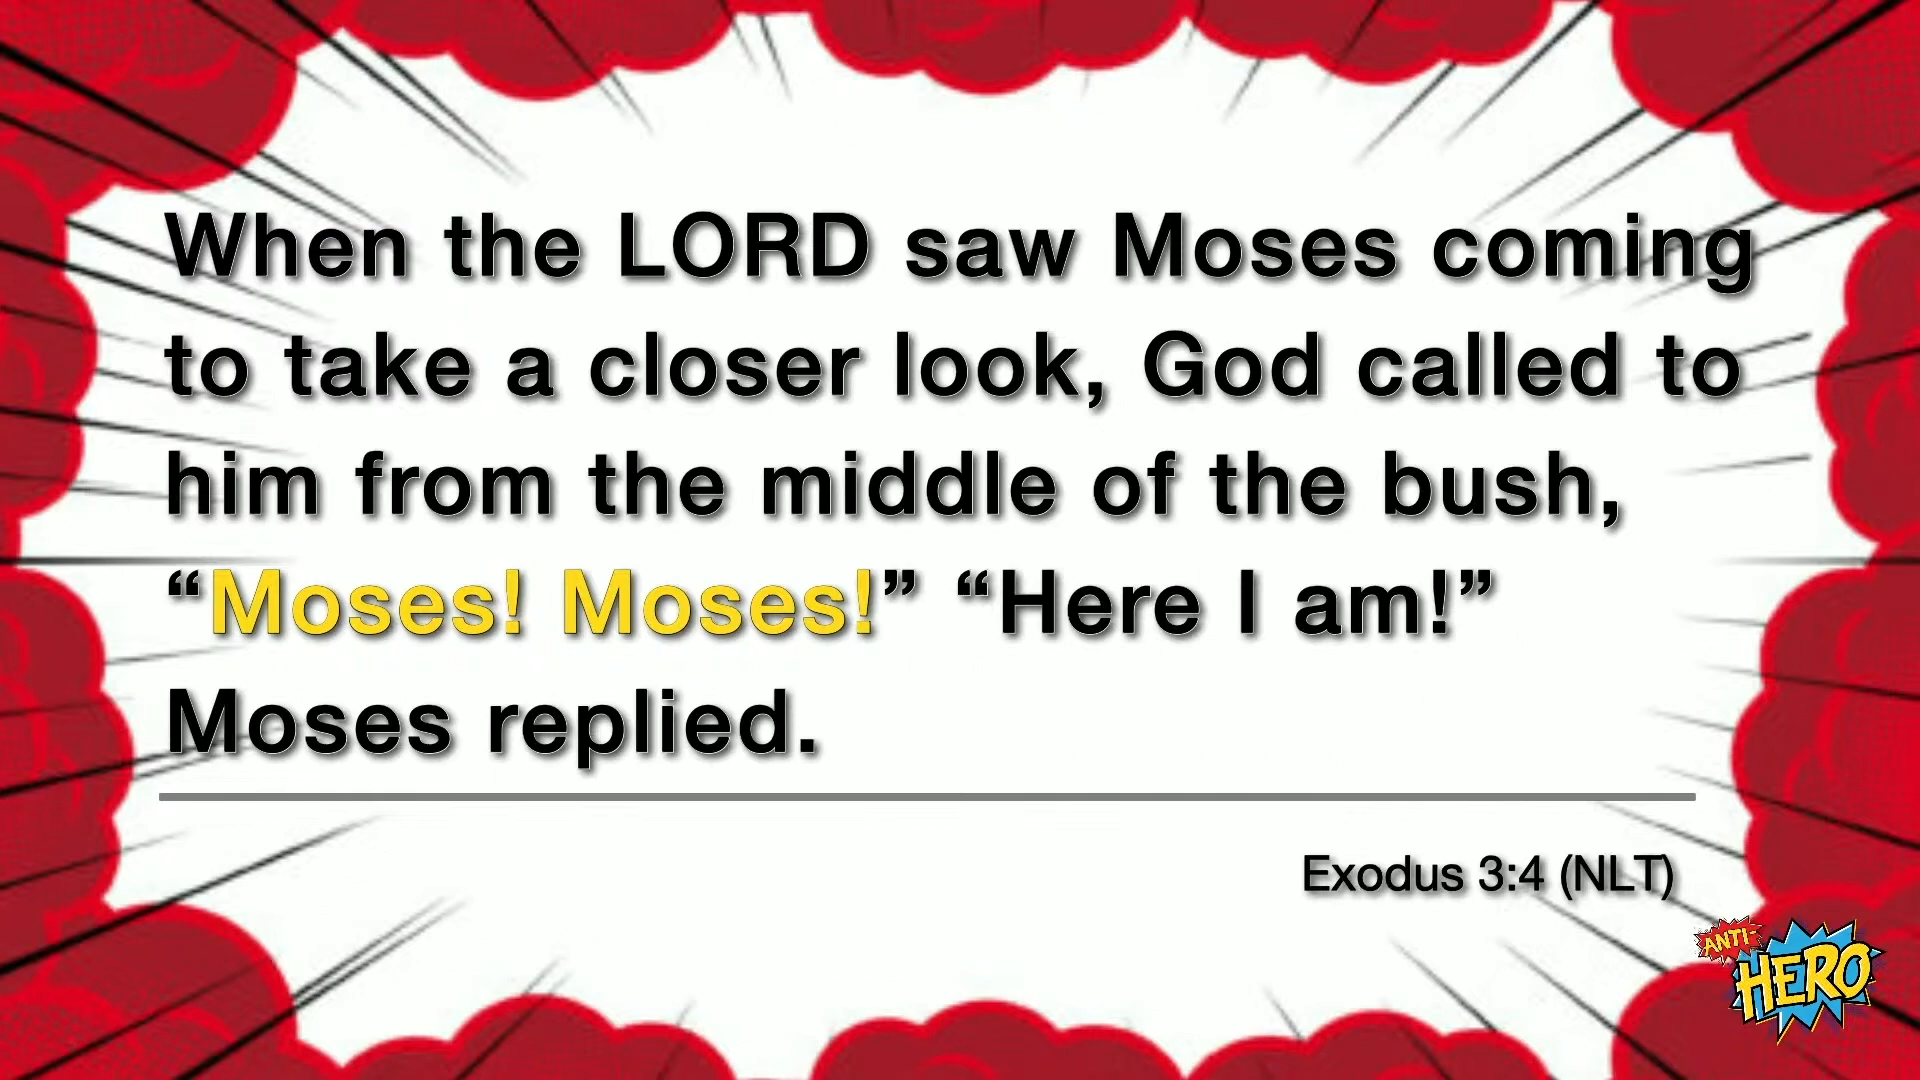 When the LORD saw Moses coming
to take a closer look, God called to
him from the middle of the bush,
“Moses! Moses!” “Here I am!”
Moses replied.
Exodus 3:4 (NLT)
ANTI-
HERO